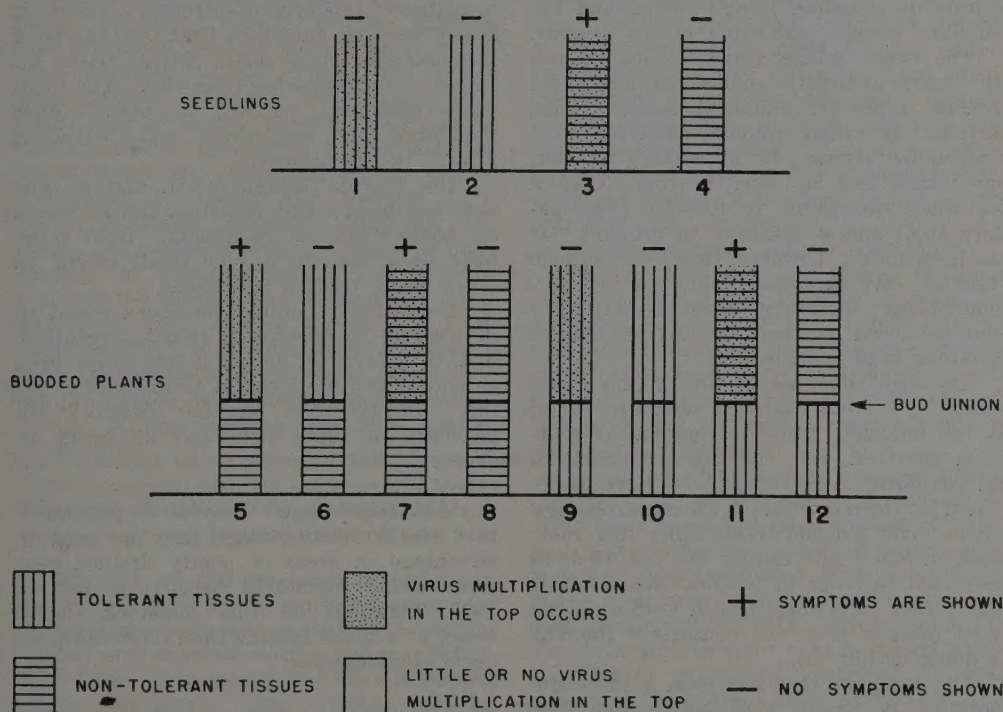 − − + −
SEEDLINGS
1 2 3 4
+ − + − − − + −
BUDDED PLANTS
← BUD UINION
5 6 7 8 9 10 11 12
TOLERANT TISSUES
VIRUS MULTIPLICATION
IN THE TOP OCCURS
+ SYMPTOMS ARE SHOWN
NON-TOLERANT TISSUES
LITTLE OR NO VIRUS
MULTIPLICATION IN THE TOP
− NO SYMPTOMS SHOWN